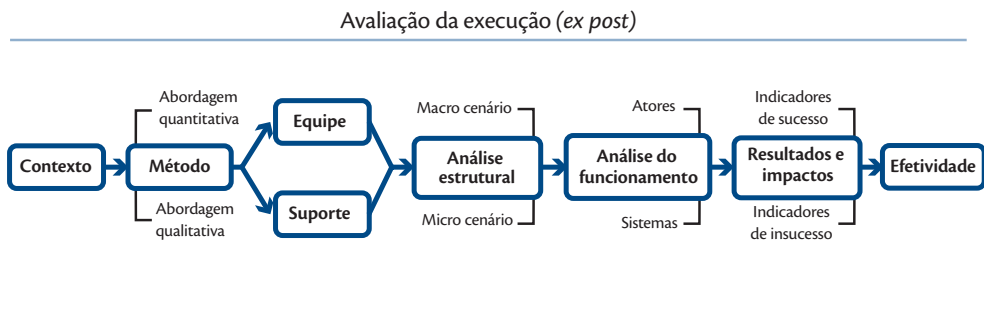 Avaliação da execução (ex post)
Contexto
Abordagem
quantitativa
Método
Abordagem
qualitativa
Equipe
Suporte
Macro cenário
Análise
estrutural
Micro cenário
Atores
Análise do
funcionamento
Sistemas
Indicadores
de sucesso
Resultados e
impactos
Indicadores
de insucesso
Efetividade